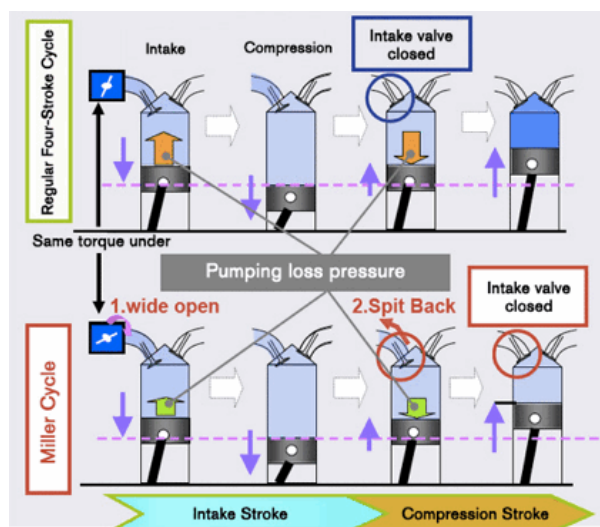 Regular Four-Stroke Cycle
Intake
Compression
Intake valve
closed
Same torque under
Pumping loss pressure
1.wide open
2.Spit Back
Intake valve
closed
Miller Cycle
Intake Stroke
Compression Stroke